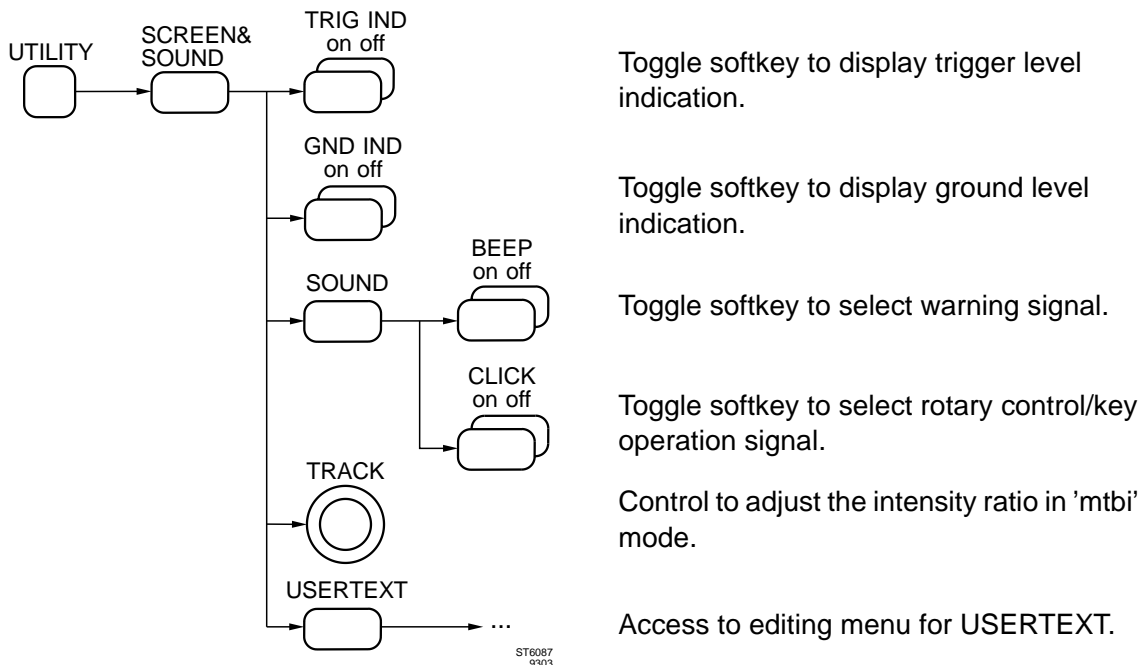 UTILITY
SCREEN&
SOUND
TRIG IND
on off
Toggle softkey to display trigger level
indication.
GND IND
on off
Toggle softkey to display ground level
indication.
SOUND
BEEP
on off
Toggle softkey to select warning signal.
CLICK
on off
Toggle softkey to select rotary control/key
operation signal.
TRACK
Control to adjust the intensity ratio in ’mtbi’
mode.
USERTEXT
...
Access to editing menu for USERTEXT.
ST6087
9303